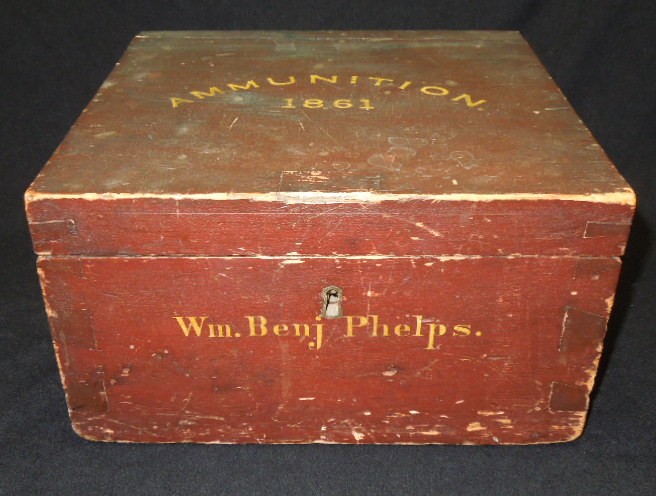 AMMUNITION.
1861
Wm. Benj Phelps.